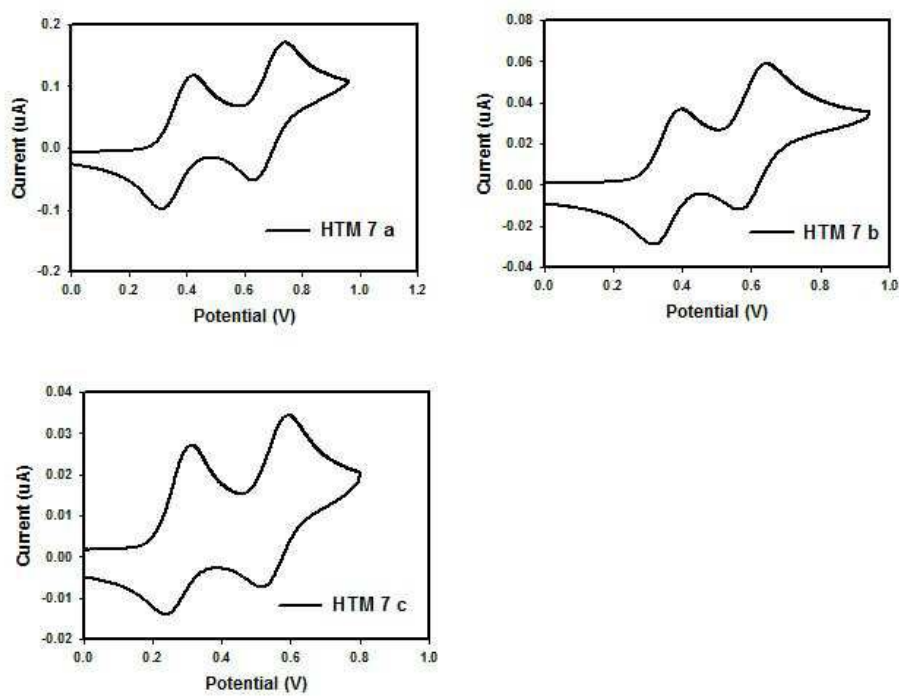 0.2
0.1
0.0
-0.1
-0.2
Current (uA)
0.0 0.2 0.4 0.6 0.8 1.0 1.2
Potential (V)
HTM 7 a
0.08
0.06
0.04
0.02
0.00
-0.02
-0.04
Current (uA)
0.0 0.2 0.4 0.6 0.8 1.0
Potential (V)
HTM 7 b
0.04
0.03
0.02
0.01
0.00
-0.01
-0.02
Current (uA)
0.0 0.2 0.4 0.6 0.8 1.0
Potential (V)
HTM 7 c